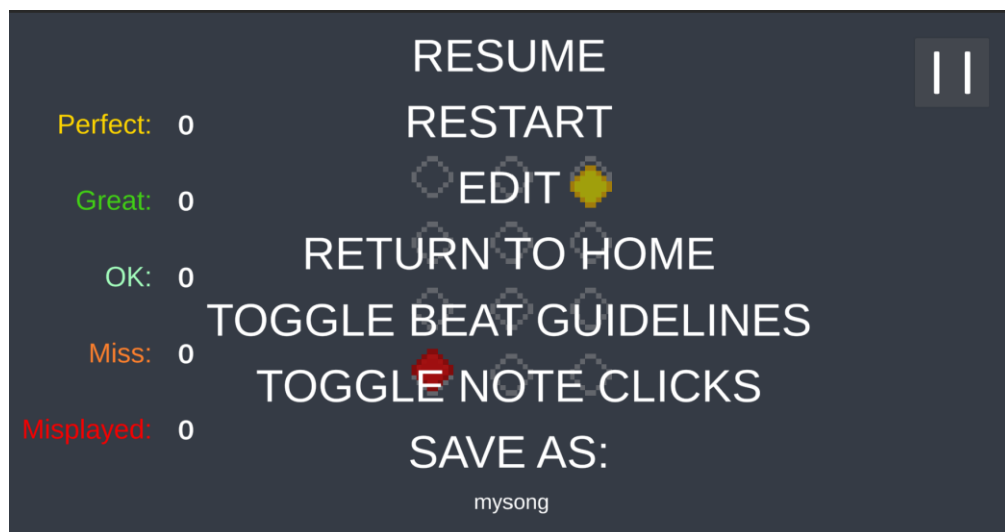 RESUME
RESTART
EDIT
RETURN TO HOME
TOGGLE BEAT GUIDELINES
TOGGLE NOTE CLICKS
SAVE AS:
mysong
Perfect: 0
Great: 0
OK: 0
Miss: 0
Misplayed: 0